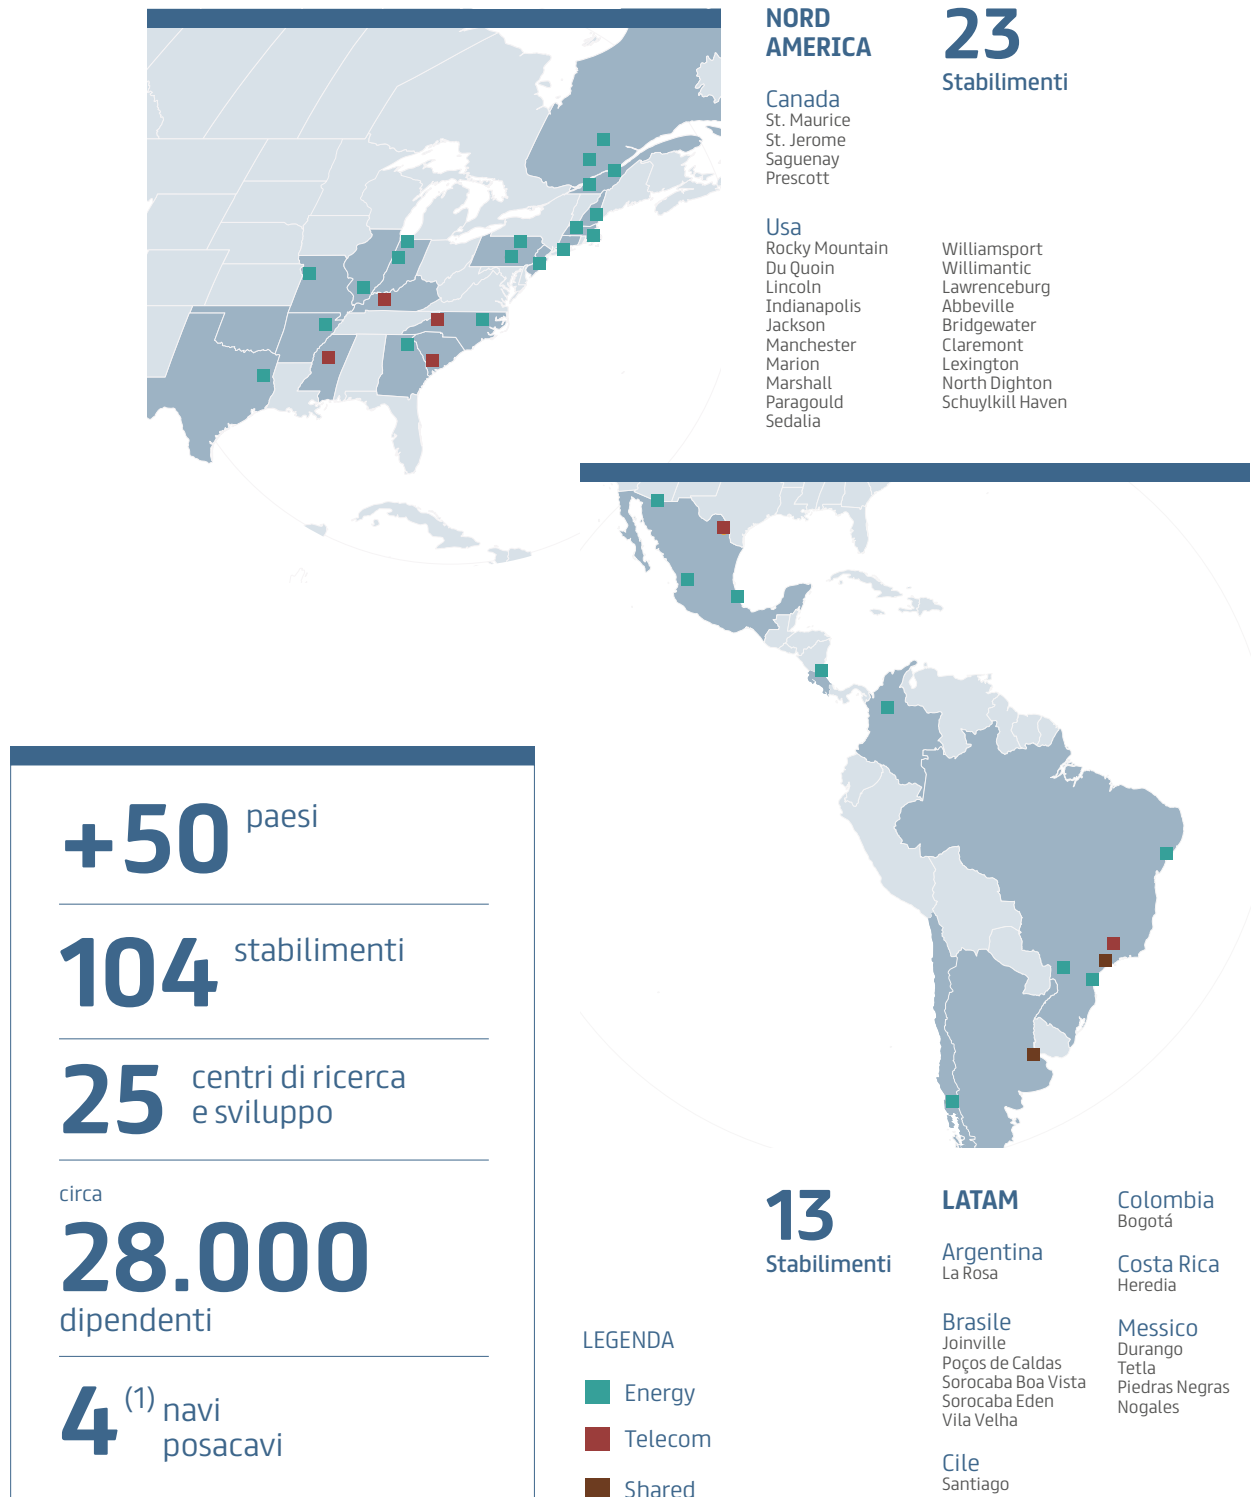 NORD
AMERICA
23
Stabilimenti
Canada
St. Maurice
St. Jerome
Saguenay
Prescott
Usa
Rocky Mountain
Du Quoin
Lincoln
Indianapolis
Jackson
Manchester
Marion
Marshall
Paragould
Sedalia
Williamsport
Willimantic
Lawrenceburg
Abbeville
Bridgewater
Claremont
Lexington
North Dighton
Schuylkill Haven
+50 paesi
104 stabilimenti
25 centri di ricerca
e sviluppo
circa
28.000
dipendenti
4(1) navi
posacavi
LEGENDA
Energy
Telecom
Shared
13
Stabilimenti
LATAM
Argentina
La Rosa
Brasile
Joinville
Poços de Caldas
Sorocaba Boa Vista
Sorocaba Eden
Vila Velha
Cile
Santiago
Colombia
Bogotá
Costa Rica
Heredia
Messico
Durango
Tetla
Piedras Negras
Nogales